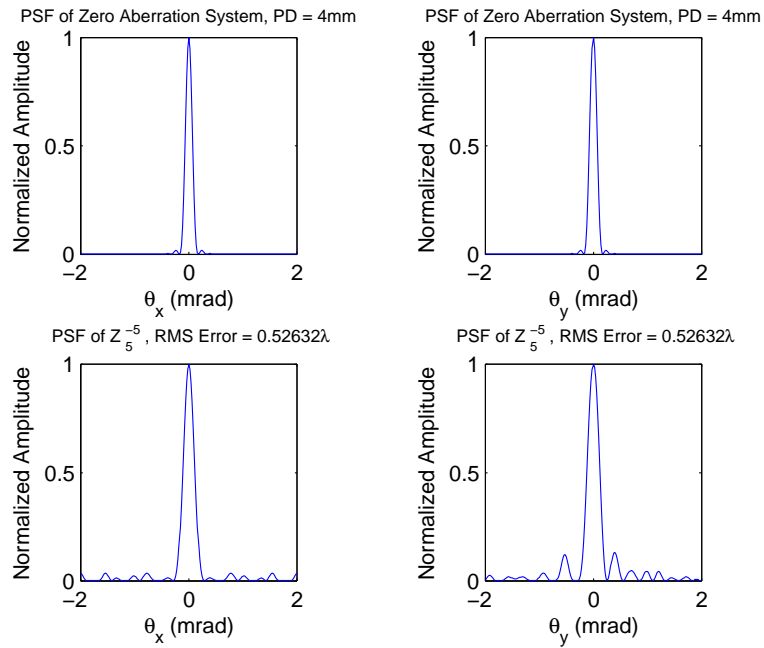 PSF of Zero Aberration System, PD = 4mm
Normalized Amplitude
1
0.5
0
−2
0
2
θx (mrad)
PSF of Zero Aberration System, PD = 4mm
Normalized Amplitude
1
0.5
0
−2
0
2
θy (mrad)
PSF of Z5−5, RMS Error = 0.52632λ
Normalized Amplitude
1
0.5
0
−2
0
2
θx (mrad)
PSF of Z5−5, RMS Error = 0.52632λ
Normalized Amplitude
1
0.5
0
−2
0
2
θy (mrad)